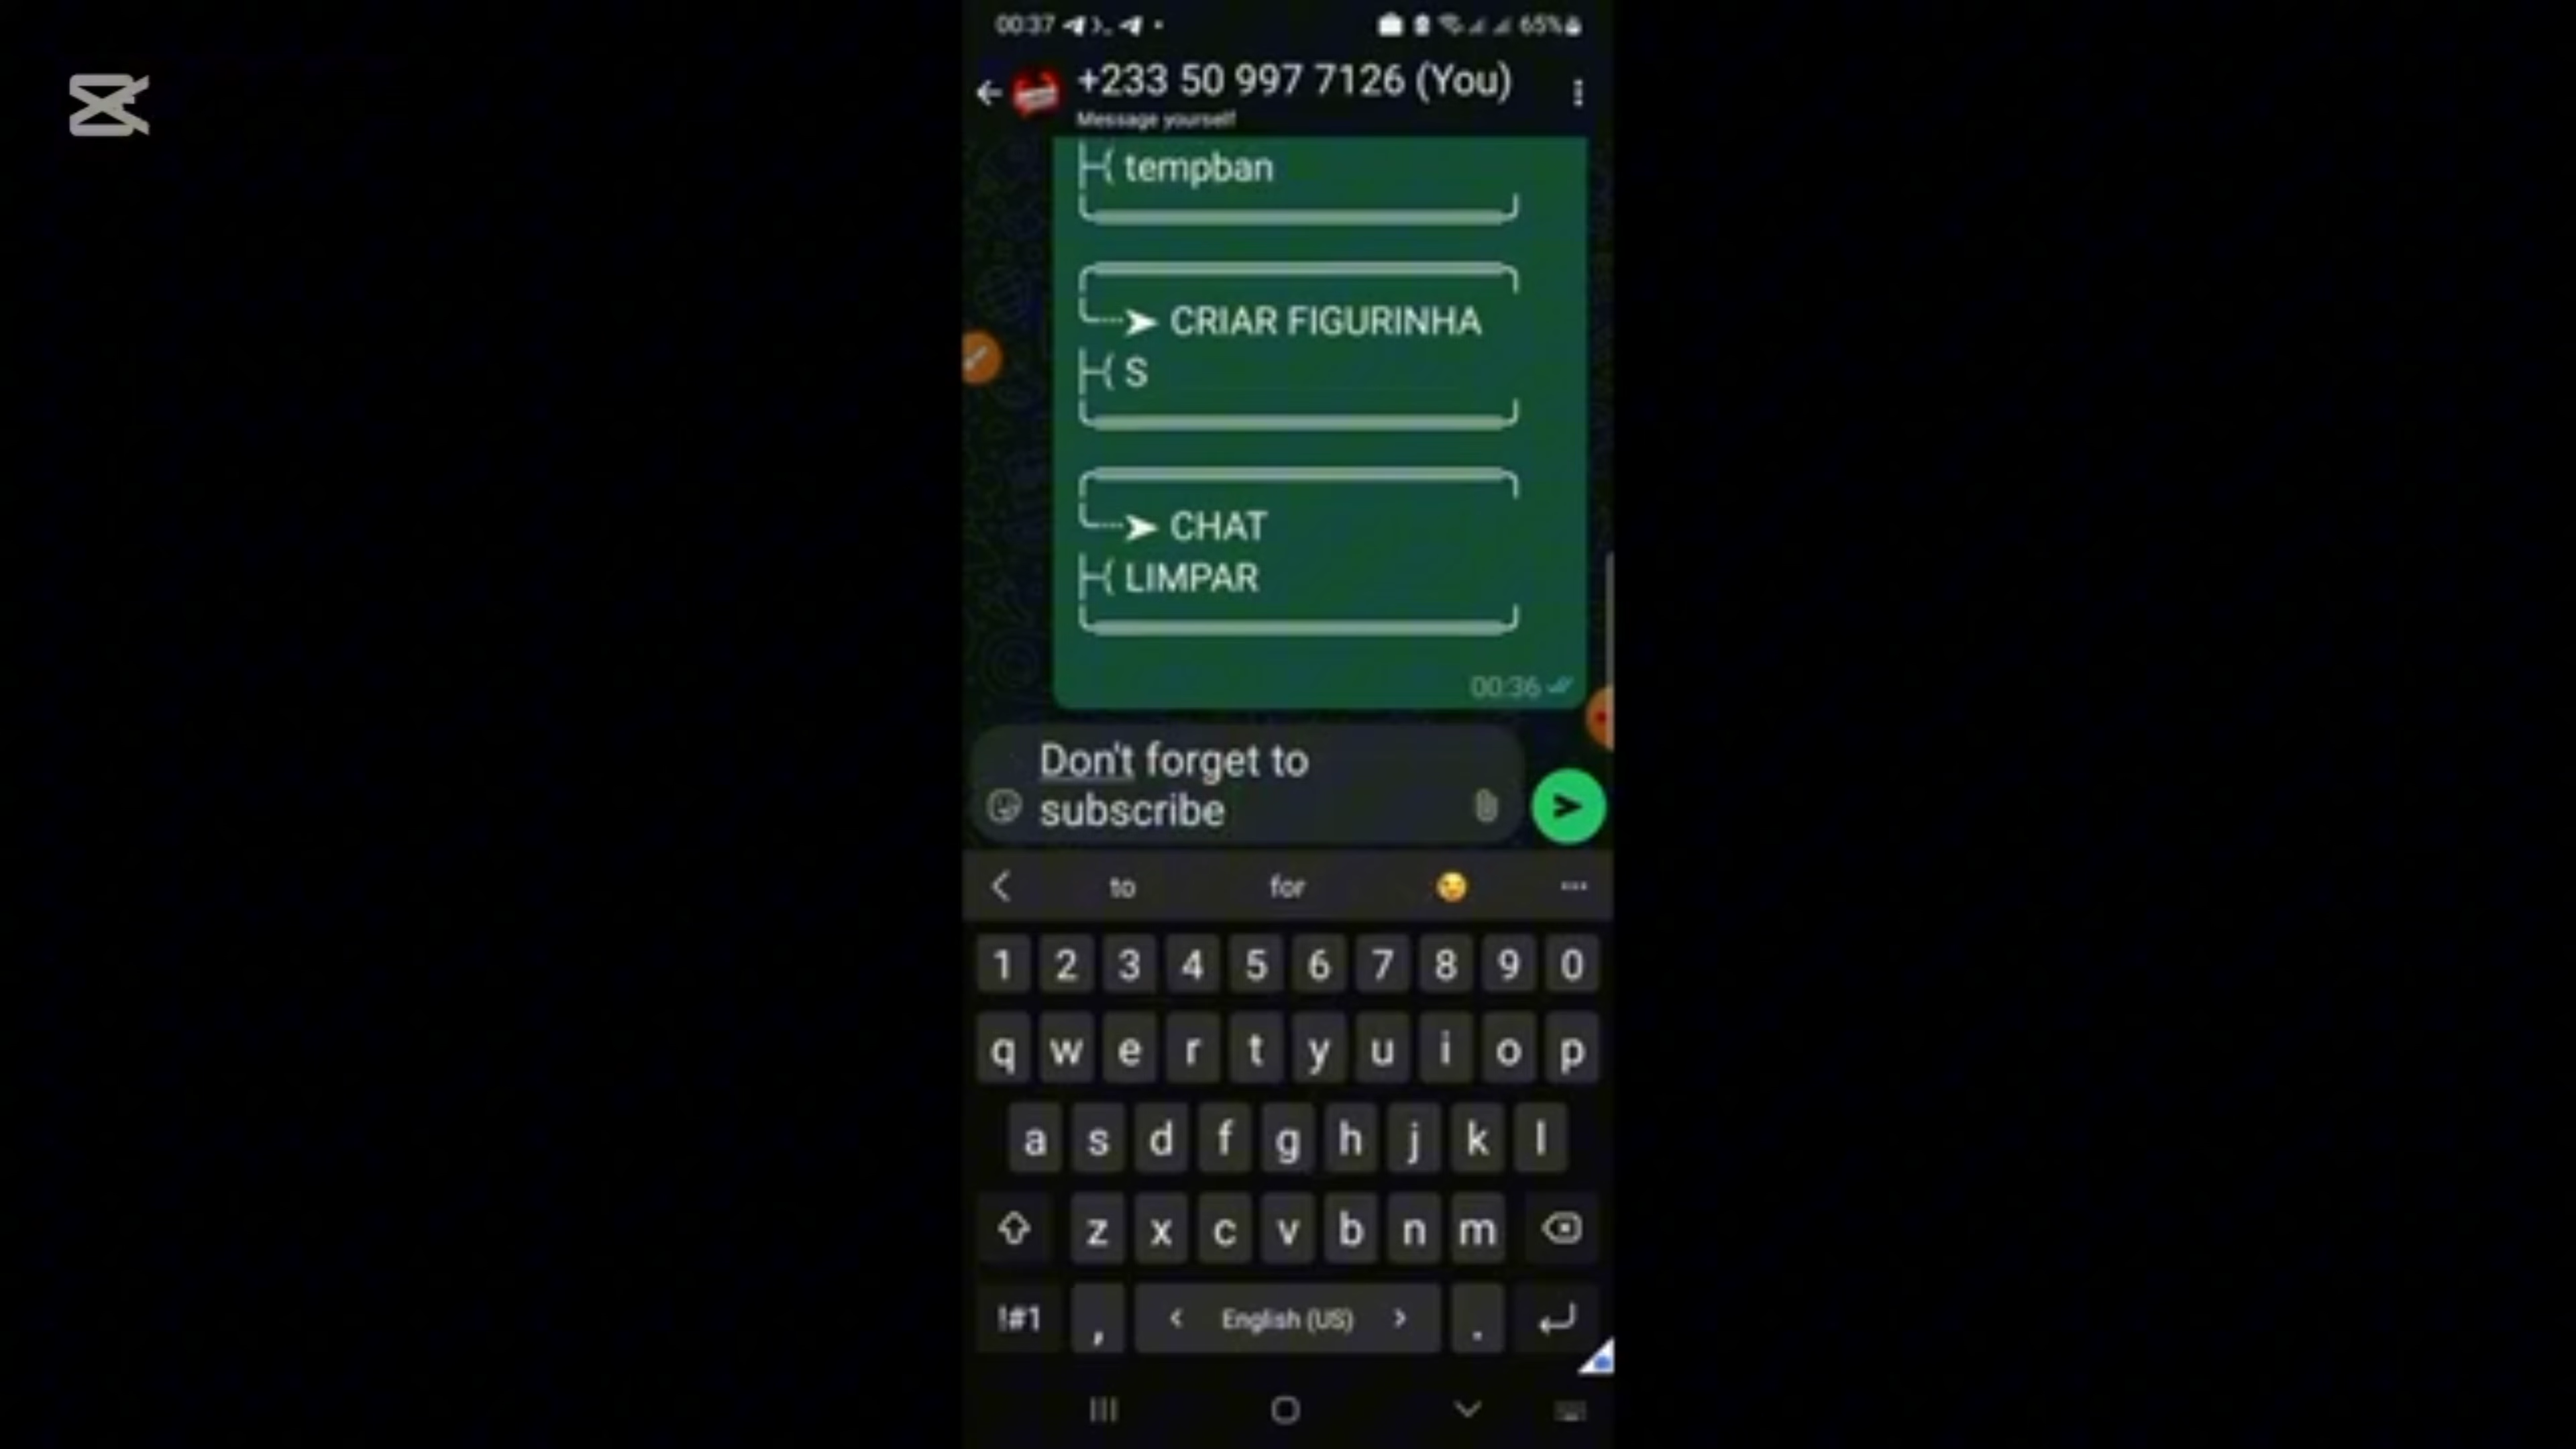 00:37
65%
+233 50 997 7126 (You)
Message yourself
tempban
➤ CRIAR FIGURINHA
S
➤ CHAT
LIMPAR
00:36
Don't forget to
subscribe
to for
1 2 3 4 5 6 7 8 9 0
q w e r t y u i o p
a s d f g h j k l
z x c v b n m
!#1 , < English (US) > .